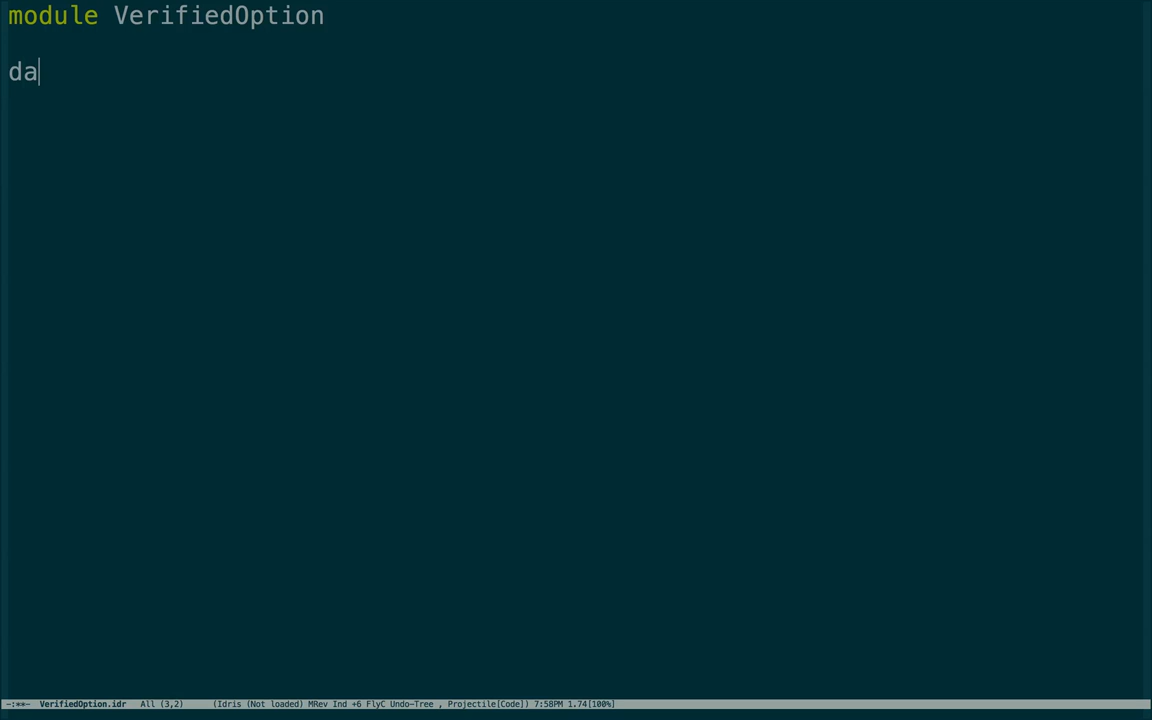 module VerifiedOption
da
-:**-  VerifiedOption.idr   All (3,2)      (Idris (Not loaded) MRev Ind +6 FlyC Undo-Tree , Projectile[Code]) 7:58PM 1.74[100%]